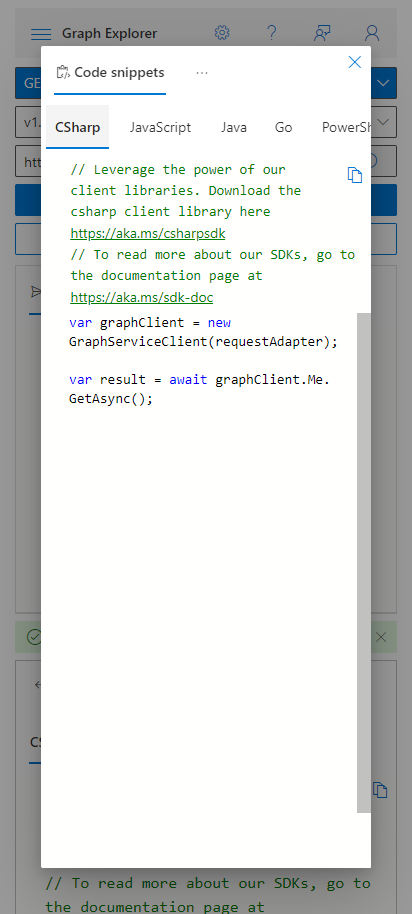 Graph Explorer
GE
Code snippets
CSharp
JavaScript
Java
Go
PowerSh
v1.
htt
// Leverage the power of our
client libraries. Download the
csharp client library here
https://aka.ms/csharpsdk
// To read more about our SDKs, go to
the documentation page at
https://aka.ms/sdk-doc
var graphClient = new
GraphServiceClient(requestAdapter);
var result = await graphClient.Me.
GetAsync();
CS
// To read more about our SDKs, go to
the documentation page at